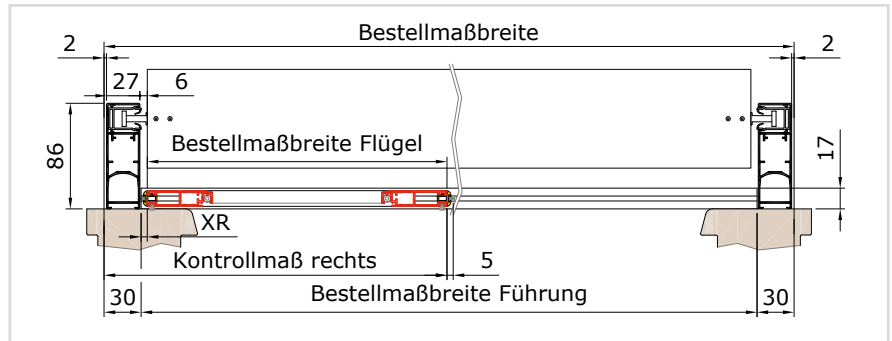 Bestellmaßbreite
2
2
27
6
Bestellmaßbreite Flügel
86
17
XR
Kontrollmaß rechts
5
30
Bestellmaßbreite Führung
30